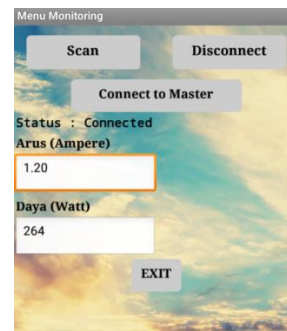 Menu Monitoring
Scan Disconnect
Connect to Master
Status : Connected
Arus (Ampere)
1.20
Daya (Watt)
264
EXIT